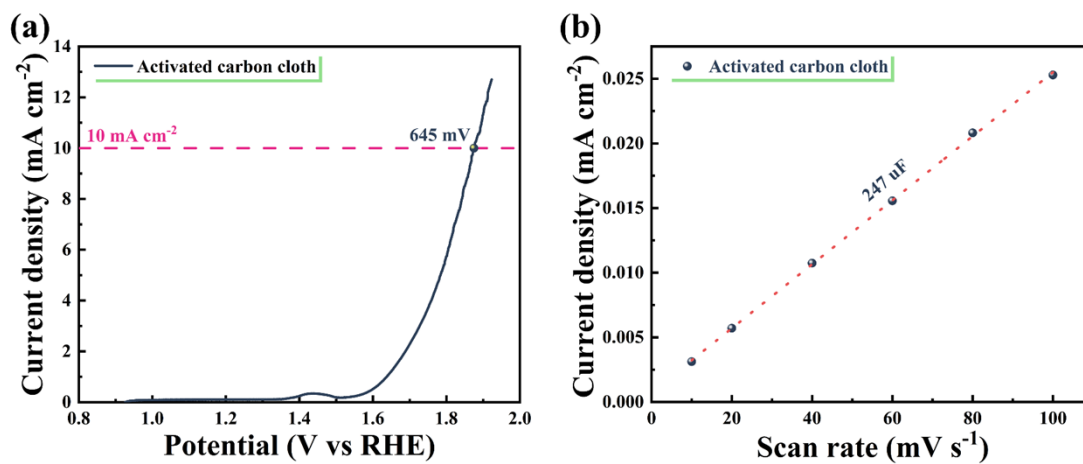 (a)
Activated carbon cloth
10 mA cm⁻²
645 mV
14
12
10
8
6
4
2
0
0.8 1.0 1.2 1.4 1.6 1.8 2.0
Current density (mA cm⁻²)
Potential (V vs RHE)
(b)
Activated carbon cloth
247 uF
0.025
0.020
0.015
0.010
0.005
0.000
0 20 40 60 80 100
Current density (mA cm⁻²)
Scan rate (mV s⁻¹)